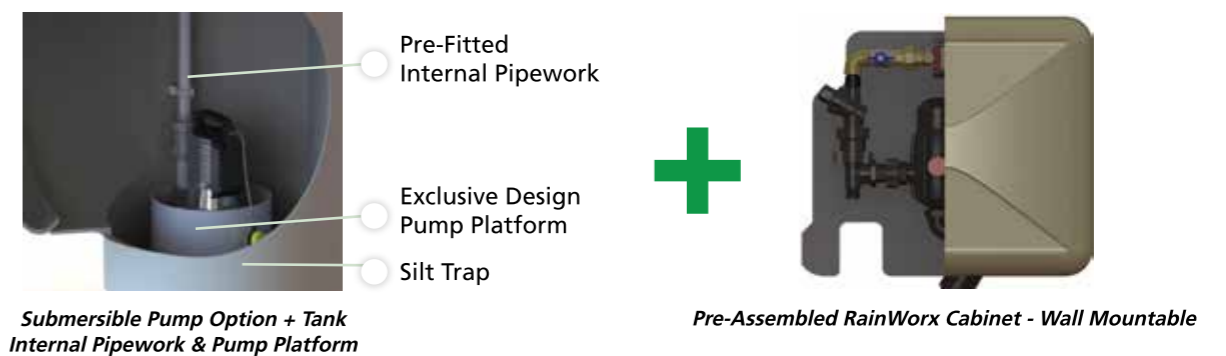 Pre-Fitted
Internal Pipework
Exclusive Design
Pump Platform
Silt Trap
Submersible Pump Option + Tank
Internal Pipework & Pump Platform
Pre-Assembled RainWorx Cabinet - Wall Mountable